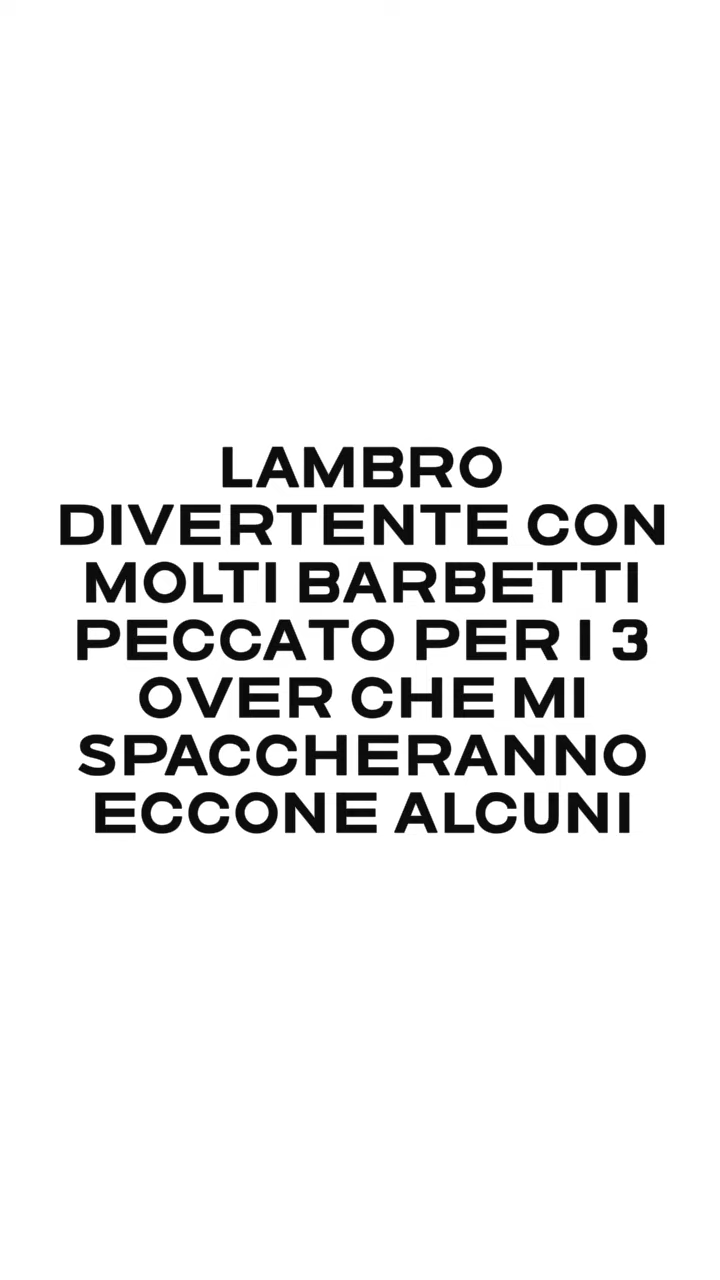 LAMBRO
DIVERTENTE CON
MOLTI BARBETTI
PECCATO PER I 3
OVER CHE MI
SPACCHERANNO
ECCONE ALCUNI